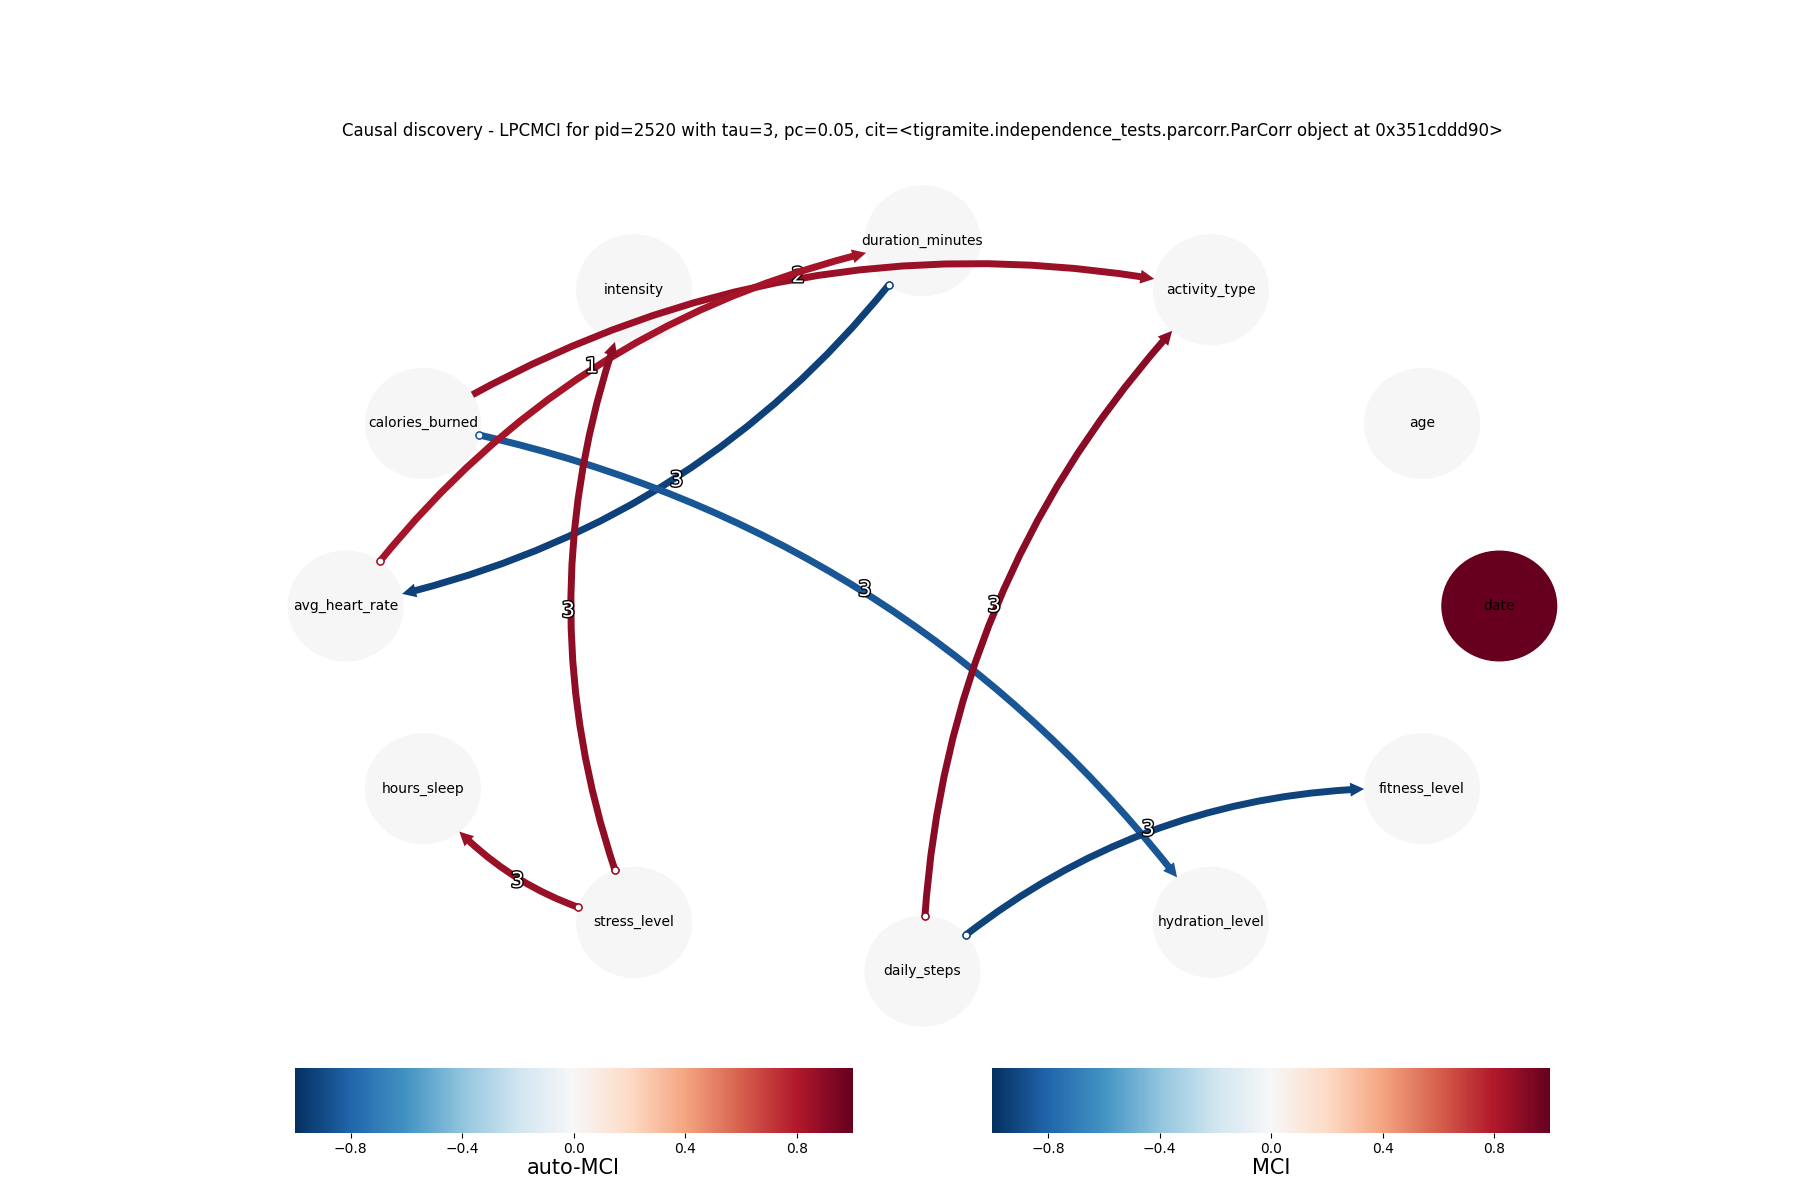 Causal discovery - LPCMCI for pid=2520 with tau=3, pc=0.05, cit=<tigramite.independence_tests.parcorr.ParCorr object at 0x351cddd90>
duration_minutes
intensity
activity_type
2
1
calories_burned
age
3
avg_heart_rate
3
3
3
date
hours_sleep
fitness_level
3
3
stress_level
hydration_level
daily_steps
−0.8 −0.4 0.0 0.4 0.8
auto-MCI
−0.8 −0.4 0.0 0.4 0.8
MCI